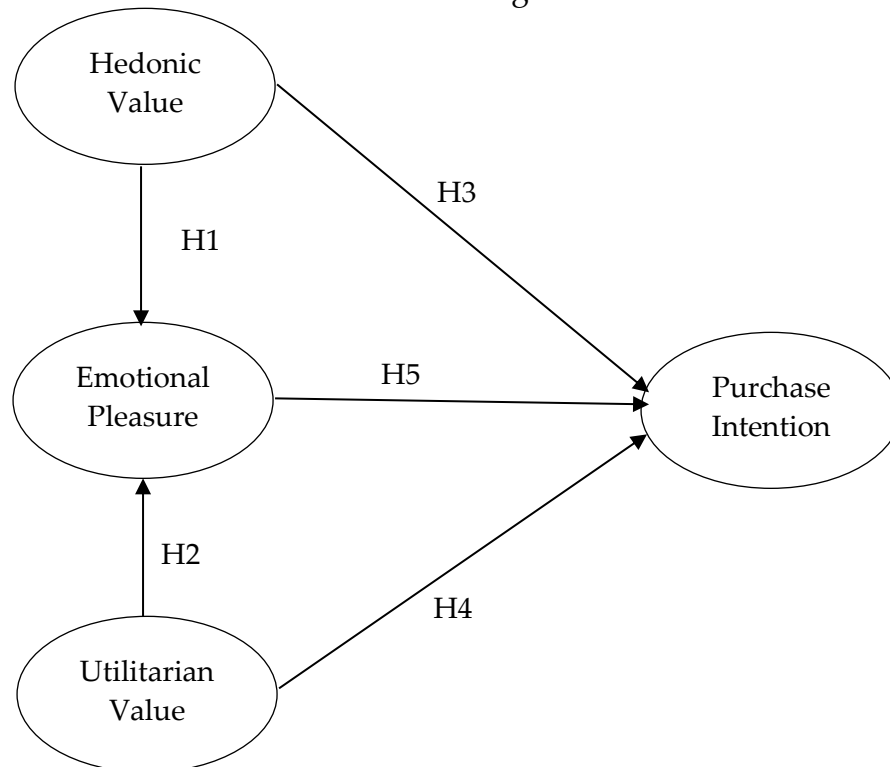 Hedonic
Value
H3
H1
Emotional
Pleasure
H5
Purchase
Intention
H2
H4
Utilitarian
Value